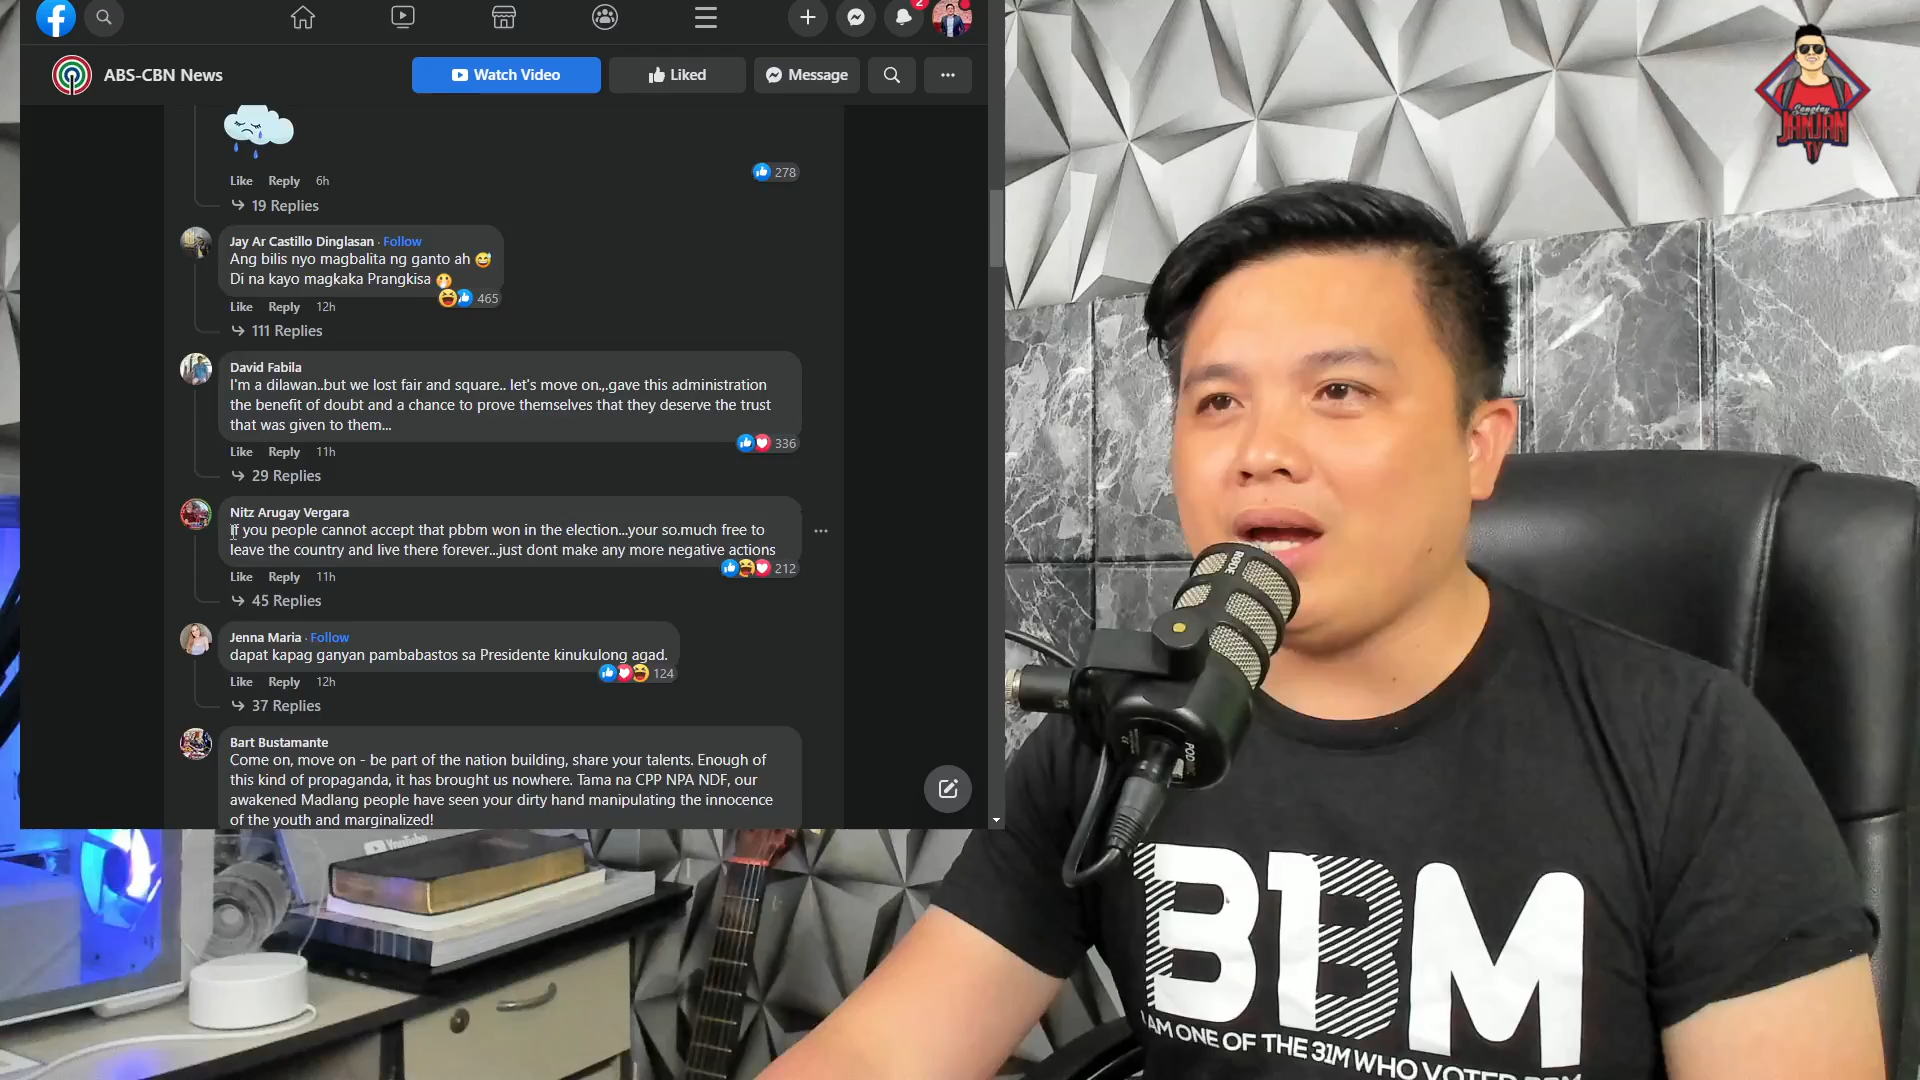 ABS-CBN News
Watch Video
Liked
Message
2
278
Like Reply 6h
19 Replies
Jay Ar Castillo Dinglasan · Follow
Ang bilis nyo magbalita ng ganto ah
Di na kayo magkaka Prangkisa
465
Like Reply 12h
111 Replies
David Fabila
I'm a dilawan..but we lost fair and square.. let's move on.,.gave this administration
the benefit of doubt and a chance to prove themselves that they deserve the trust
that was given to them...
336
Like Reply 11h
29 Replies
Nitz Arugay Vergara
If you people cannot accept that pbbm won in the election...your so.much free to
leave the country and live there forever...just dont make any more negative actions
212
Like Reply 11h
45 Replies
Jenna Maria · Follow
dapat kapag ganyan pambabastos sa Presidente kinukulong agad.
124
Like Reply 12h
37 Replies
Bart Bustamante
Come on, move on - be part of the nation building, share your talents. Enough of
this kind of propaganda, it has brought us nowhere. Tama na CPP NPA NDF, our
awakened Madlang people have seen your dirty hand manipulating the innocence
of the youth and marginalized!
YouTube
Sangkay
JANJAN
TV
RØDE
POD
31M
I AM ONE OF THE 31M WHO VOTED BBM